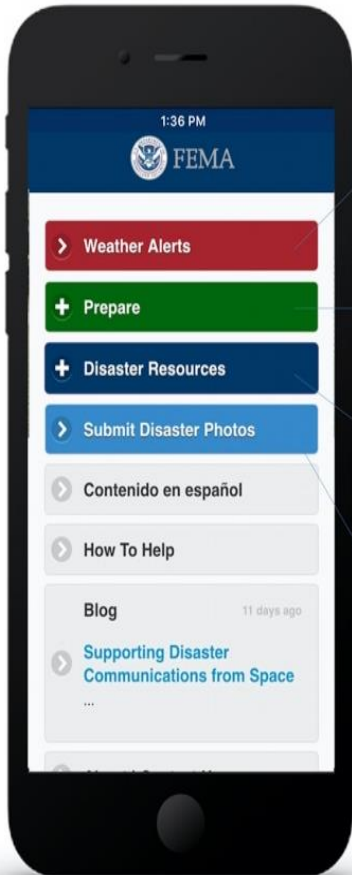 1:36 PM
FEMA
Weather Alerts
Prepare
Disaster Resources
Submit Disaster Photos
Contenido en español
How To Help
Blog
11 days ago
Supporting Disaster
Communications from Space
...